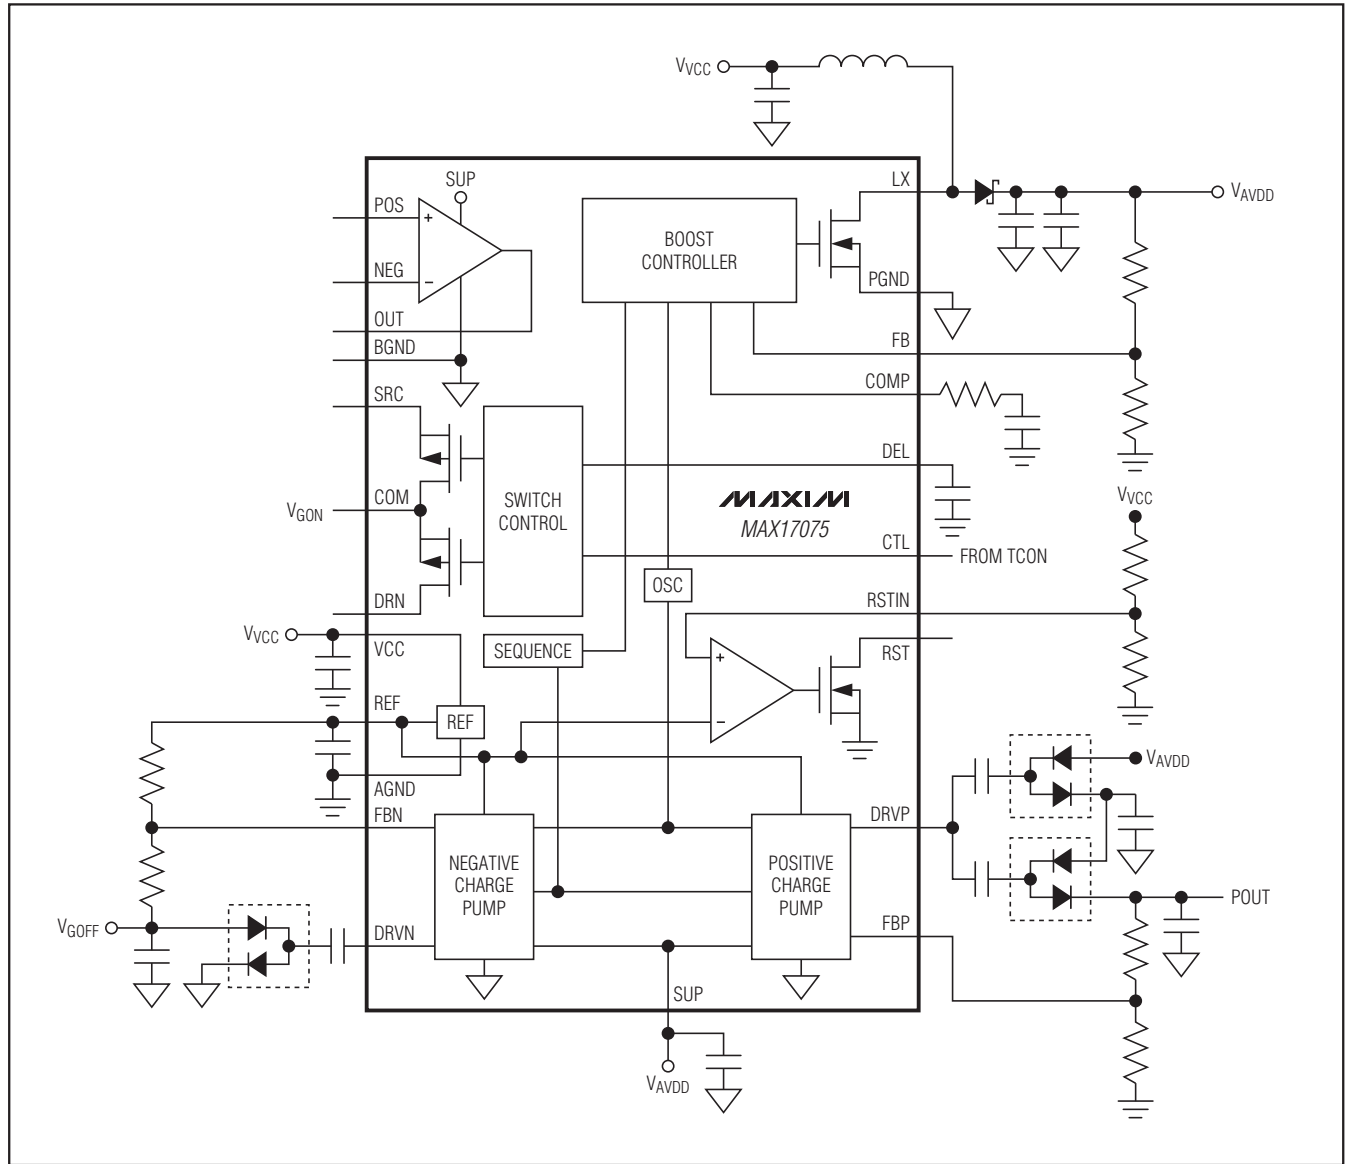 VVCC
LX
VAVDD
SUP
POS
+
NEG
−
OUT
BGND
BOOST
CONTROLLER
PGND
FB
COMP
SRC
COM
VGON
DRN
SWITCH
CONTROL
DEL
MAXIM
MAX17075
CTL
FROM TCON
VVCC
OSC
RSTIN
RST
+
−
VVCC
VCC
SEQUENCE
REF
REF
AGND
FBN
NEGATIVE
CHARGE
PUMP
POSITIVE
CHARGE
PUMP
DRVP
VAVDD
FBP
POUT
VGOFF
DRVN
SUP
VAVDD